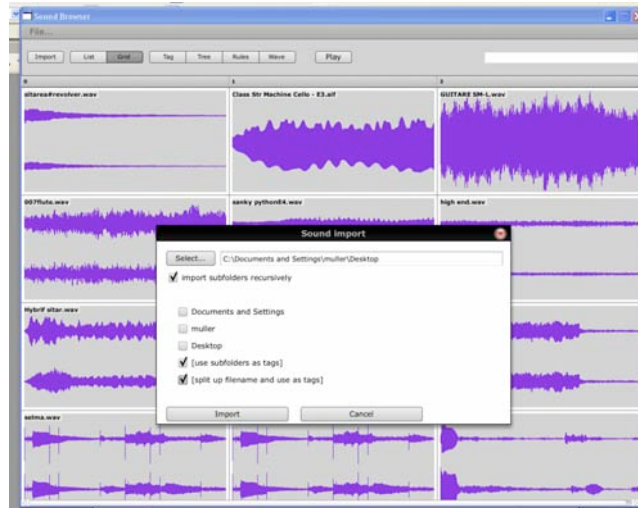 Sound Browser
File...
Import List Grid Tag Tree Rules Wave Play
0 1 2
sitarea#revolver.wav Class Str Machine Cello - E3.aif GUITARE SM-L.wav
007flute.wav sanky python84.wav high end.wav
Sound import
Select... C:\Documents and Settings\muller\Desktop
import subfolders recursively
Documents and Settings
muller
Desktop
[use subfolders as tags]
[split up filename and use as tags]
Hybrif sitar.wav
Import Cancel
selma.wav